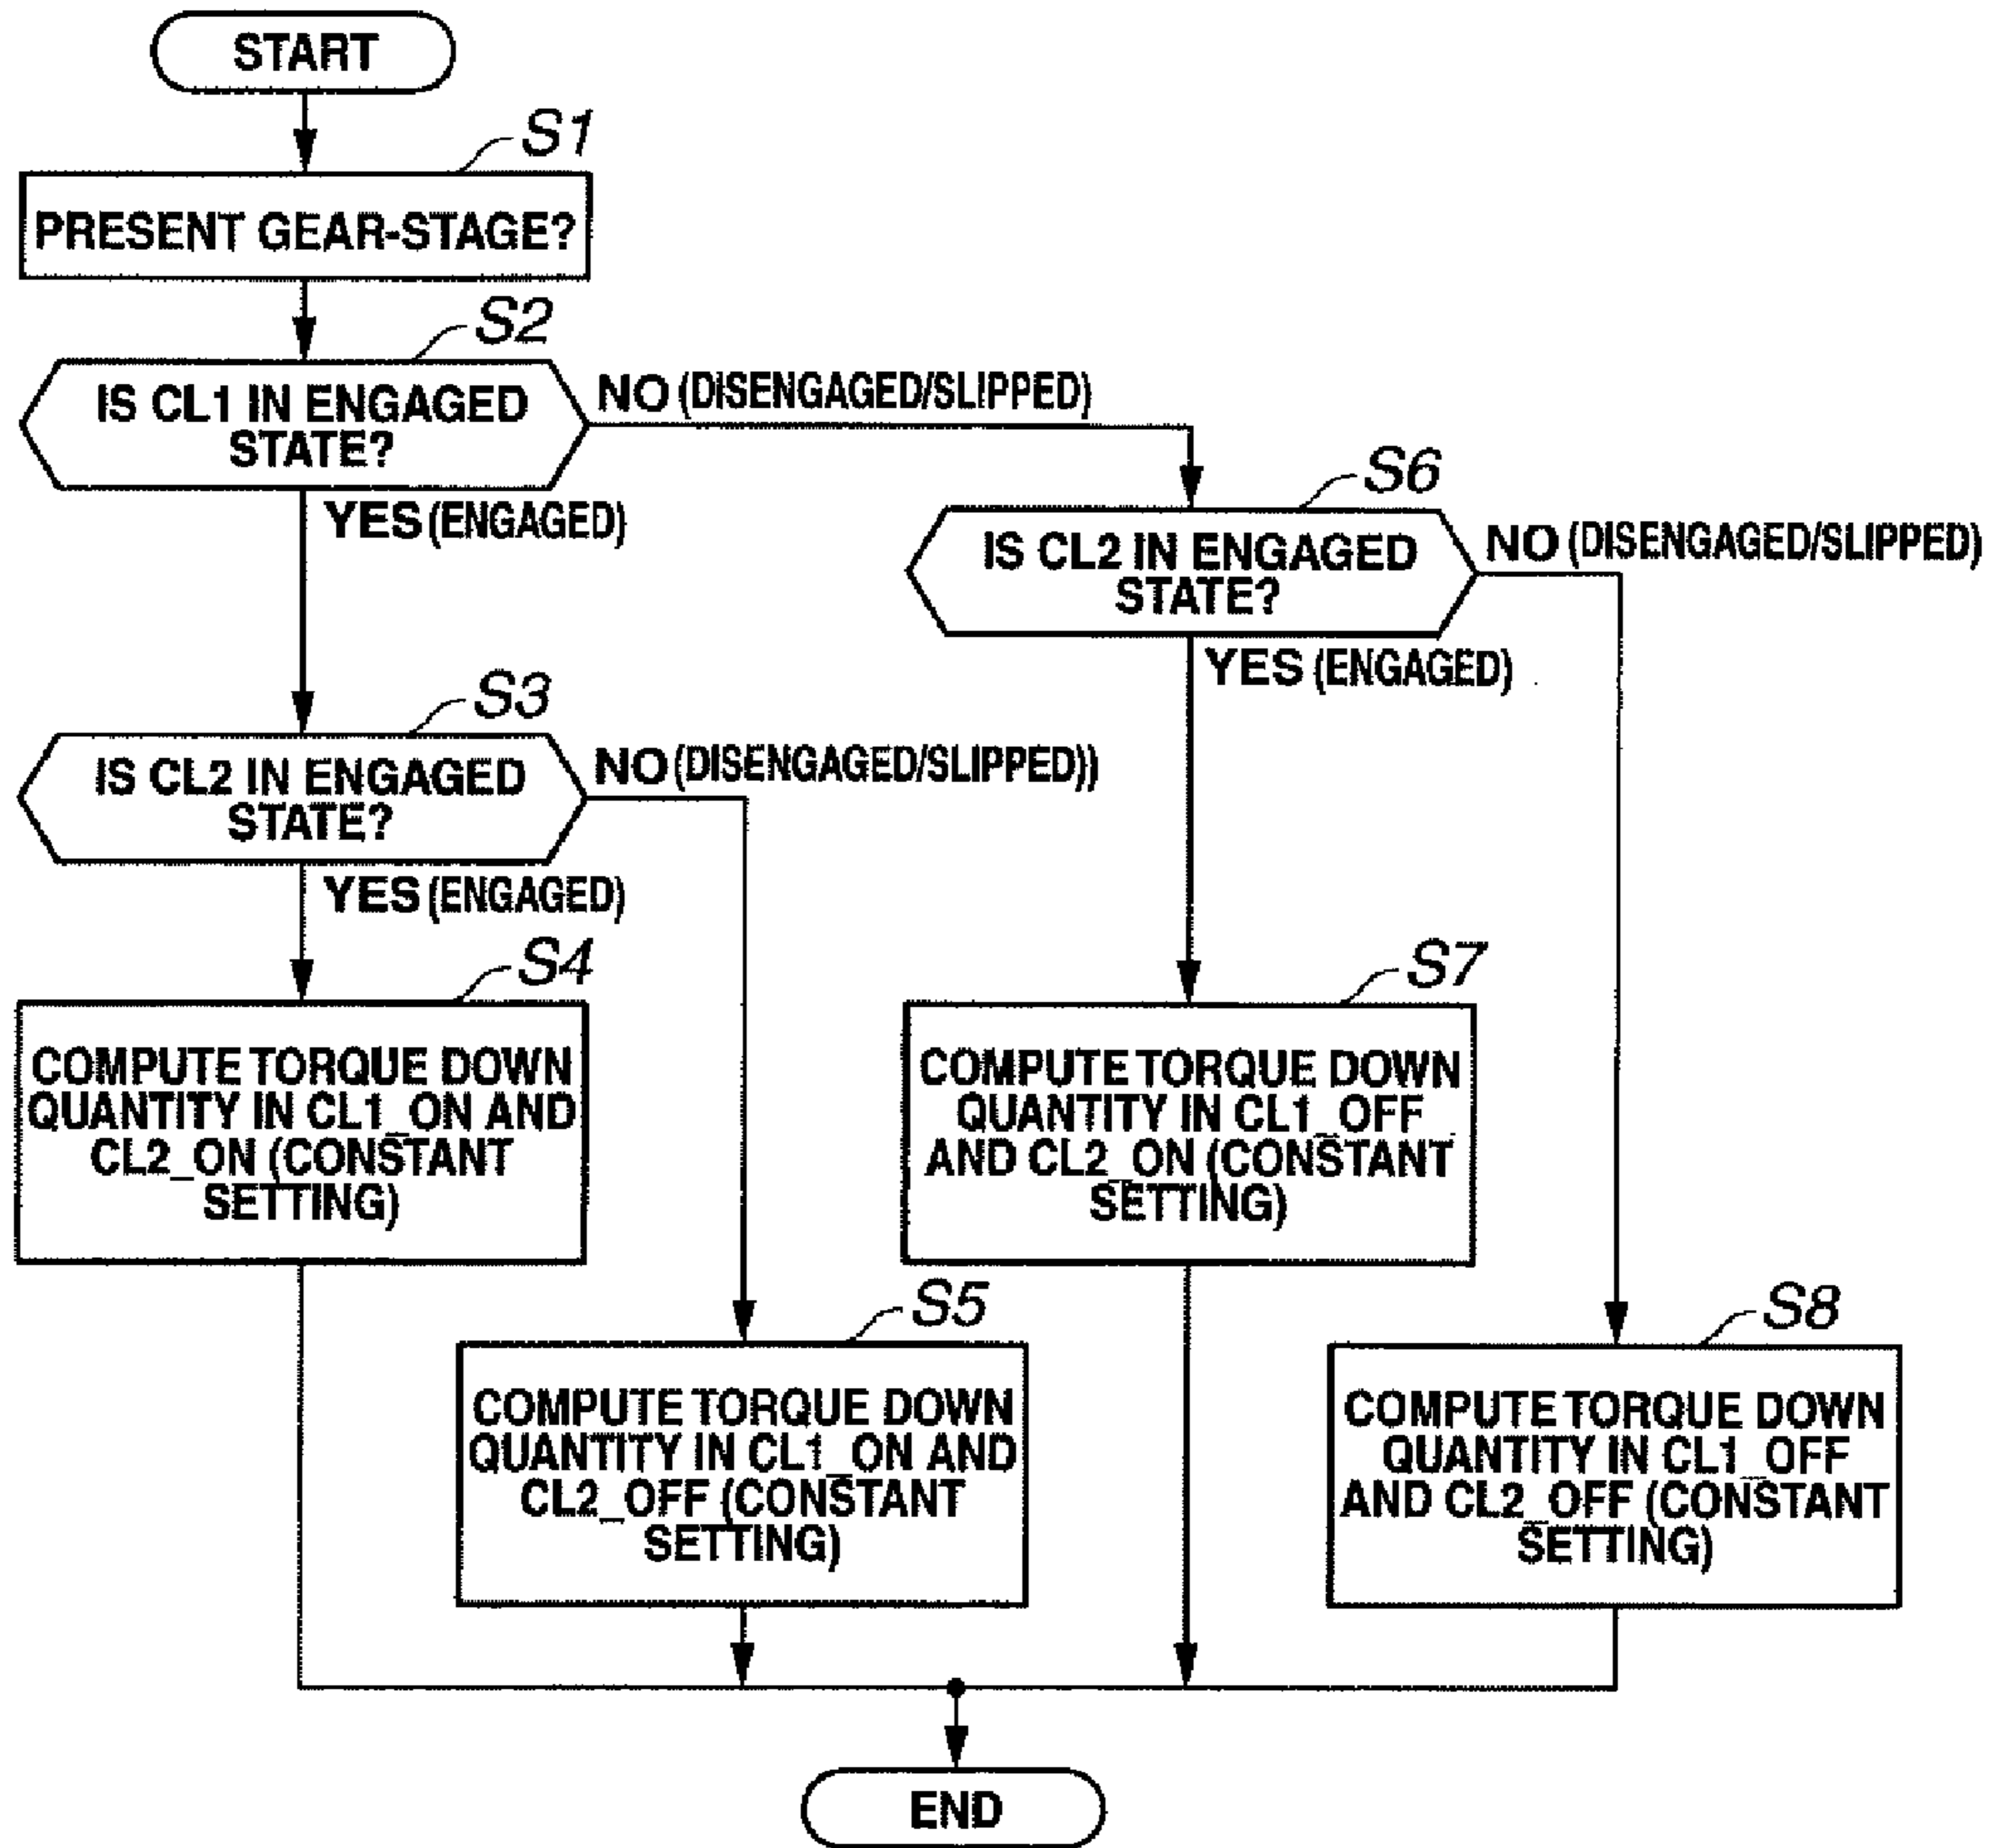 START
S1
PRESENT GEAR-STAGE?
S2
IS CL1 IN ENGAGED
STATE?
NO (DISENGAGED/SLIPPED)
YES (ENGAGED)
S6
IS CL2 IN ENGAGED
STATE?
NO (DISENGAGED/SLIPPED)
YES (ENGAGED)
S3
IS CL2 IN ENGAGED
STATE?
NO (DISENGAGED/SLIPPED))
YES (ENGAGED)
S4
COMPUTE TORQUE DOWN
QUANTITY IN CL1_ON AND
CL2_ON (CONSTANT
SETTING)
S7
COMPUTE TORQUE DOWN
QUANTITY IN CL1_OFF
AND CL2_ON (CONSTANT
SETTING)
S5
COMPUTE TORQUE DOWN
QUANTITY IN CL1_ON AND
CL2_OFF (CONSTANT
SETTING)
S8
COMPUTE TORQUE DOWN
QUANTITY IN CL1_OFF
AND CL2_OFF (CONSTANT
SETTING)
END